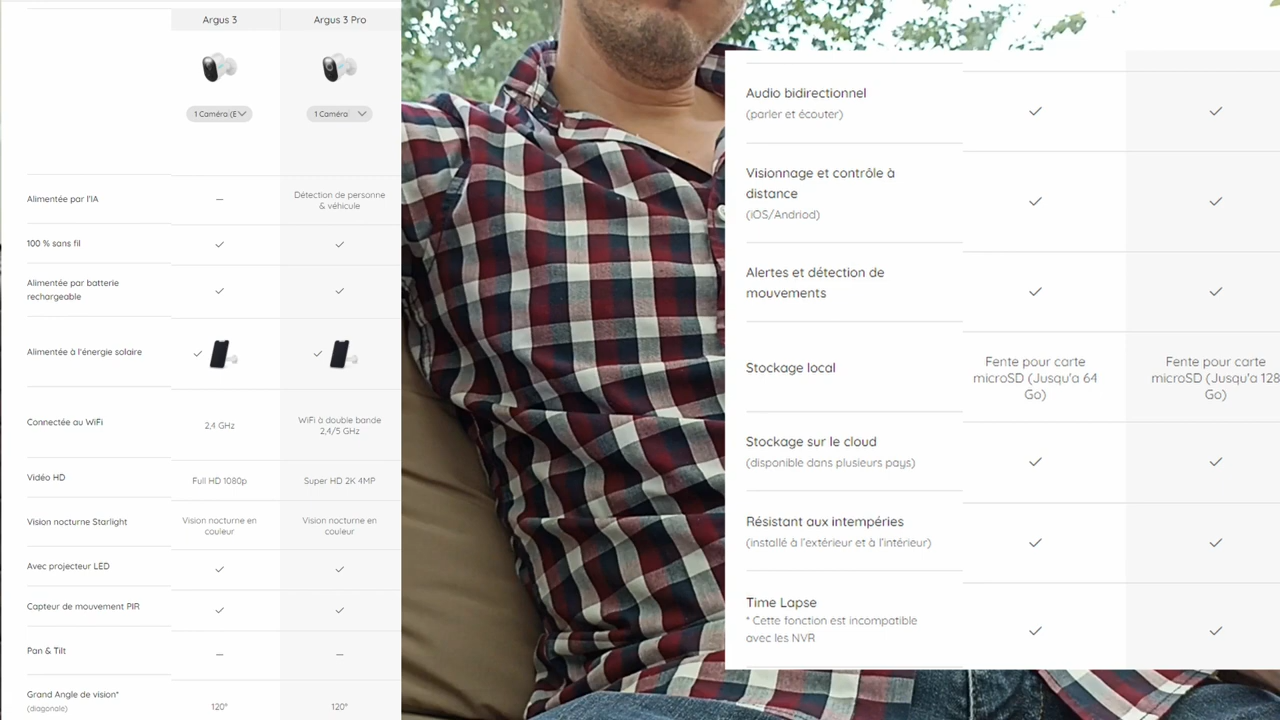 Argus 3
Argus 3 Pro
1 Caméra (E
1 Caméra
Alimentée par l'IA
—
Détection de personne
& véhicule
100 % sans fil
Alimentée par batterie
rechargeable
Alimentée à l'énergie solaire
Connectée au WiFi
2,4 GHz
WiFi à double bande
2,4/5 GHz
Vidéo HD
Full HD 1080p
Super HD 2K 4MP
Vision nocturne Starlight
Vision nocturne en
couleur
Vision nocturne en
couleur
Avec projecteur LED
Capteur de mouvement PIR
Pan & Tilt
—
—
Grand Angle de vision*
(diagonale)
120°
120°
Audio bidirectionnel
(parler et écouter)
Visionnage et contrôle à
distance
(iOS/Andriod)
Alertes et détection de
mouvements
Stockage local
Fente pour carte
microSD (Jusqu'a 64
Go)
Fente pour carte
microSD (Jusqu'a 128
Go)
Stockage sur le cloud
(disponible dans plusieurs pays)
Résistant aux intempéries
(installé à l'extérieur et à l'intérieur)
Time Lapse
* Cette fonction est incompatible
avec les NVR